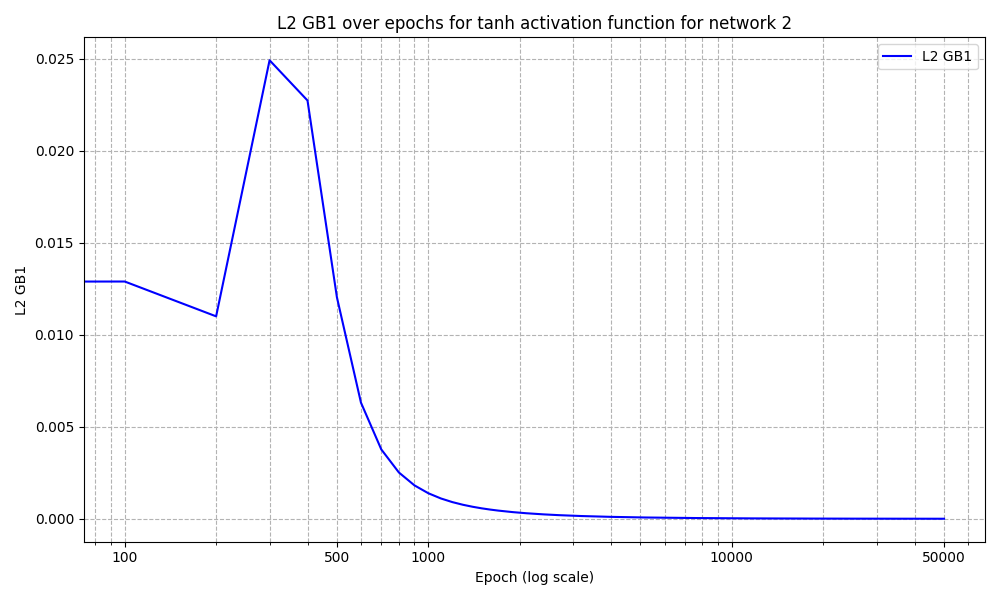 L2 GB1 over epochs for tanh activation function for network 2
L2 GB1
0.025
0.020
0.015
0.010
0.005
0.000
L2 GB1
100
500
1000
10000
50000
Epoch (log scale)